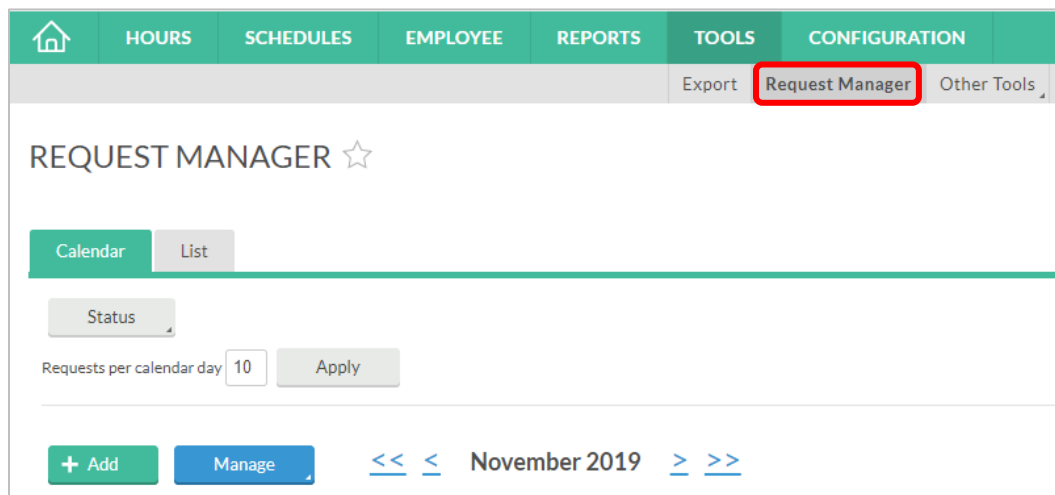 HOURS SCHEDULES EMPLOYEE REPORTS TOOLS CONFIGURATION
Export Request Manager Other Tools
REQUEST MANAGER
Calendar List
Status
Requests per calendar day 10 Apply
+ Add Manage << < November 2019 > >>